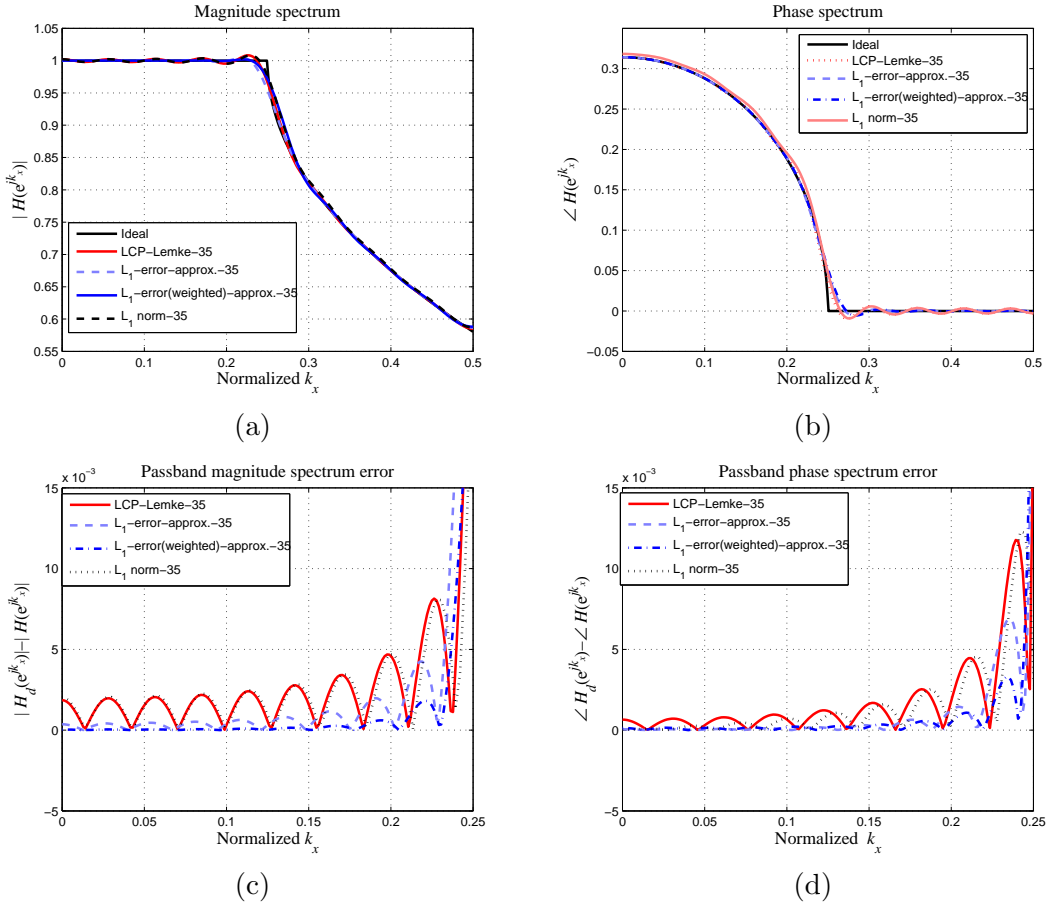 Magnitude spectrum
1.05
1
0.95
0.9
0.85
0.8
0.75
0.7
0.65
0.6
0.55
| H(e^{jk_x})|
Ideal
LCP−Lemke−35
L_1−error−approx.−35
L_1−error(weighted)−approx.−35
L_1 norm−35
0 0.1 0.2 0.3 0.4 0.5
Normalized k_x
(a)
Phase spectrum
0.3
0.25
0.2
0.15
0.1
0.05
0
−0.05
∠ H(e^{jk_x})
Ideal
LCP−Lemke−35
L_1−error−approx.−35
L_1−error(weighted)−approx.−35
L_1 norm−35
0 0.1 0.2 0.3 0.4 0.5
Normalized k_x
(b)
Passband magnitude spectrum error
x 10^{−3}
15
10
5
0
−5
| H_d(e^{jk_x})|−| H(e^{jk_x})|
LCP−Lemke−35
L_1−error−approx.−35
L_1−error(weighted)−approx.−35
L_1 norm−35
0 0.05 0.1 0.15 0.2 0.25
Normalized k_x
(c)
Passband phase spectrum error
x 10^{−3}
15
10
5
0
−5
∠ H_d(e^{jk_x})−∠ H(e^{jk_x})
LCP−Lemke−35
L_1−error−approx.−35
L_1−error(weighted)−approx.−35
L_1 norm−35
0 0.05 0.1 0.15 0.2 0.25
Normalized k_x
(d)